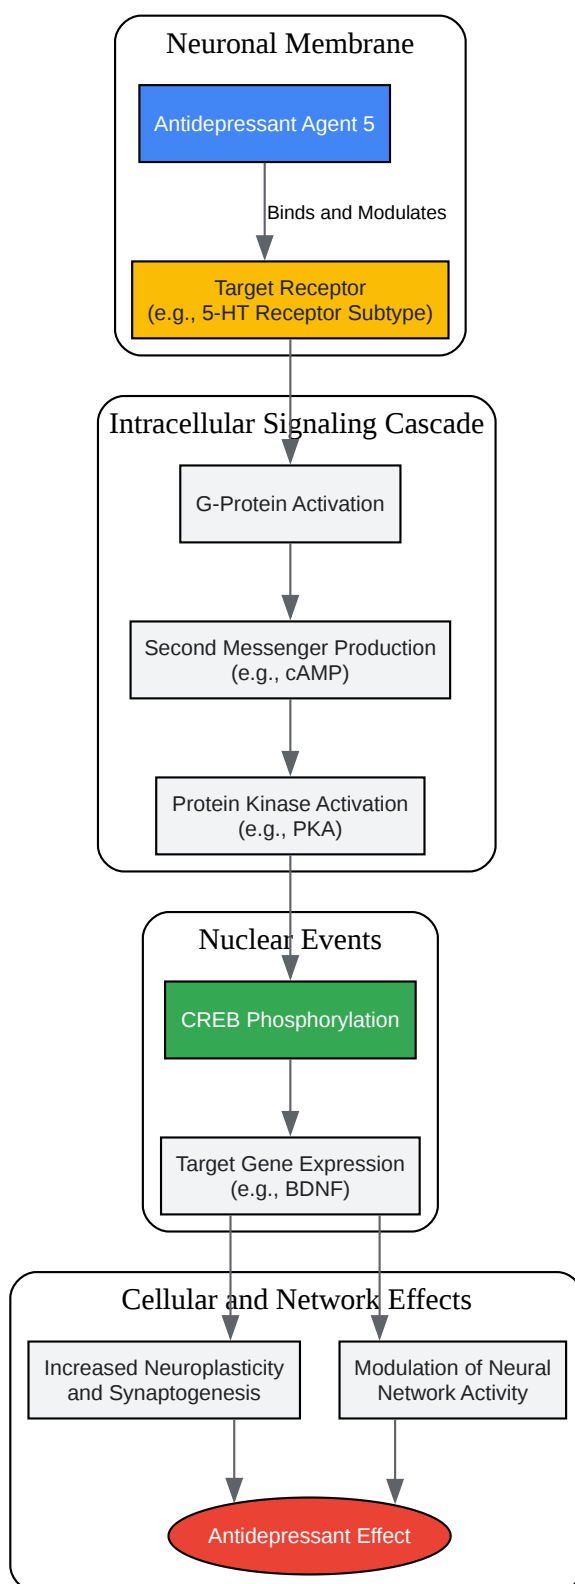 Neuronal Membrane
Antidepressant Agent 5
Binds and Modulates
Target Receptor
(e.g., 5-HT Receptor Subtype)
Intracellular Signaling Cascade
G-Protein Activation
Second Messenger Production
(e.g., cAMP)
Protein Kinase Activation
(e.g., PKA)
Nuclear Events
CREB Phosphorylation
Target Gene Expression
(e.g., BDNF)
Cellular and Network Effects
Increased Neuroplasticity
and Synaptogenesis
Modulation of Neural
Network Activity
Antidepressant Effect